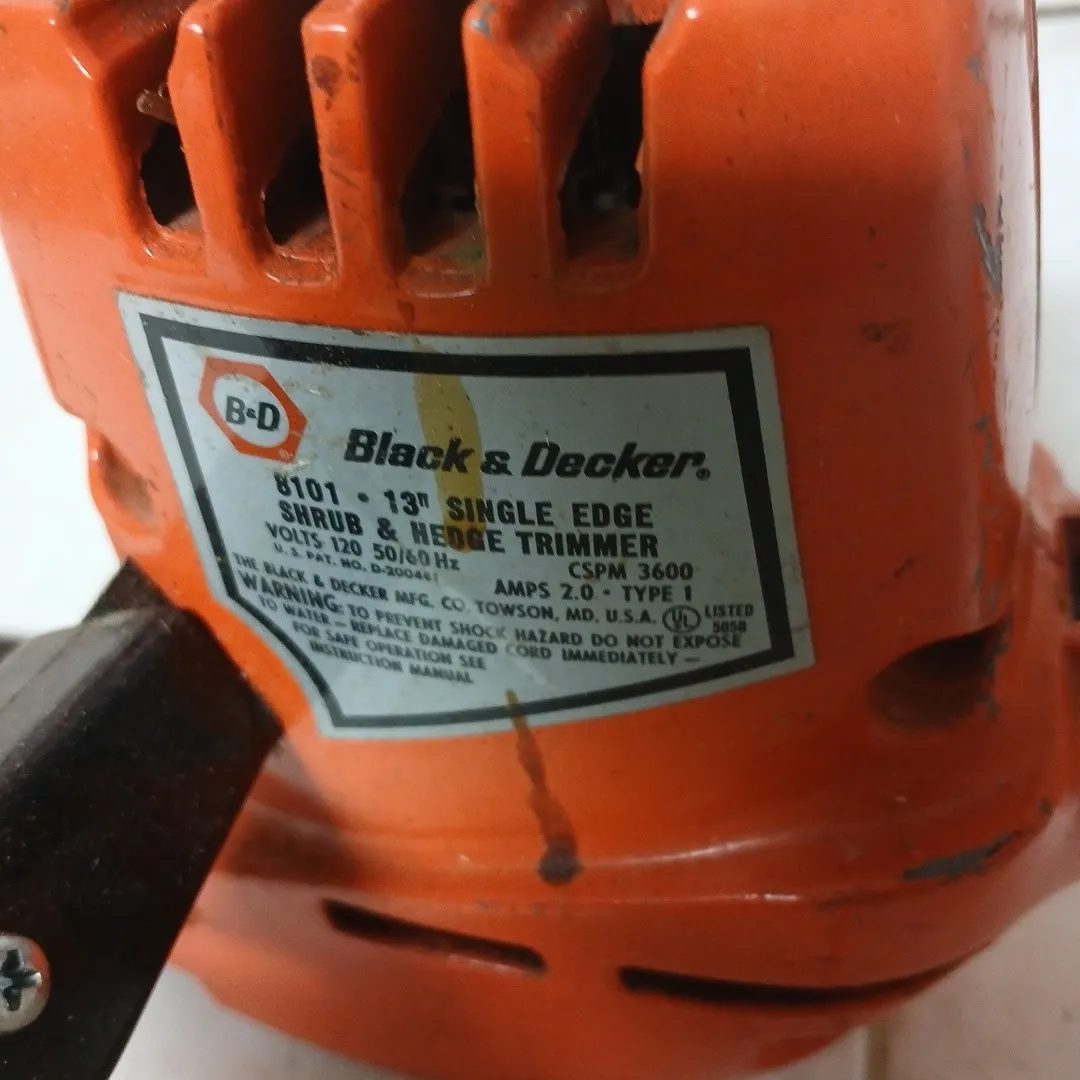 B&D
®
Black & Decker®
8101 • 13" SINGLE EDGE
SHRUB & HEDGE TRIMMER
VOLTS 120 50/60 Hz CSPM 3600
U.S. PAT. NO. D-200461 AMPS 2.0 • TYPE 1
THE BLACK & DECKER MFG. CO. TOWSON, MD. U.S.A. UL LISTED 505B
WARNING: TO PREVENT SHOCK HAZARD DO NOT EXPOSE
TO WATER — REPLACE DAMAGED CORD IMMEDIATELY —
FOR SAFE OPERATION SEE
INSTRUCTION MANUAL